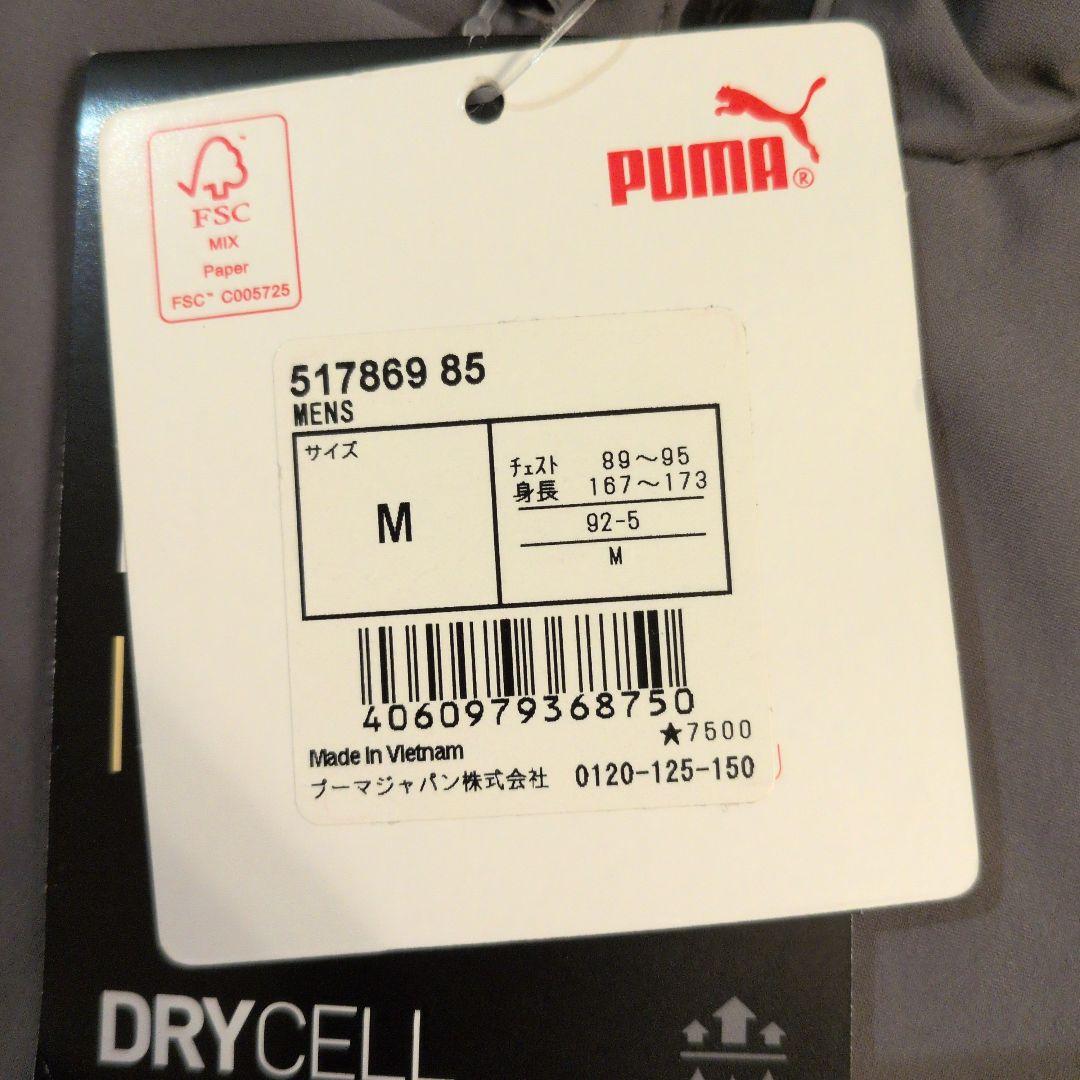 FSC
MIX
Paper
FSC™ C005725
PUMA®
517869 85
MENS
サイズ
M
チェスト 89～95
身長 167～173
92-5
M
4060979368750
★7500
Made In Vietnam
プーマジャパン株式会社 0120-125-150
DRYCELL